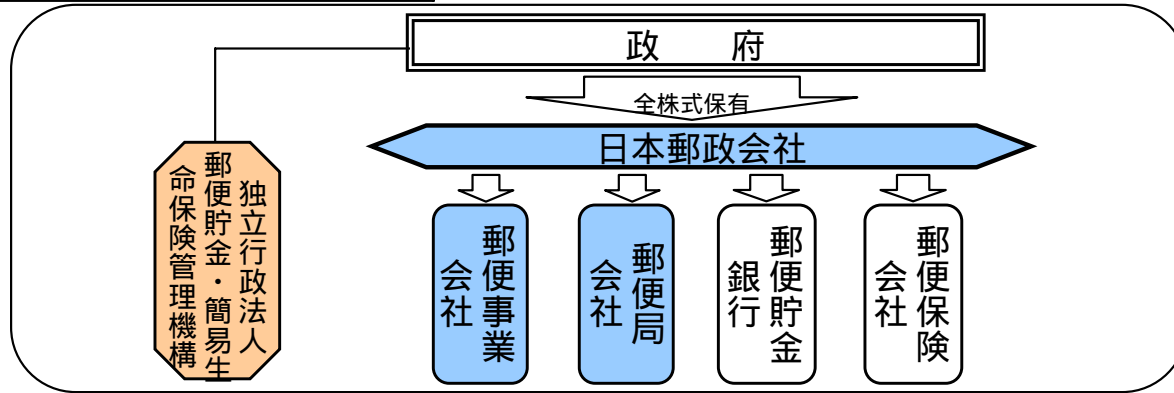 政　　府
全株式保有
日本郵政会社
独立行政法人
郵便貯金・簡易生
命保険管理機構
郵便事業
会社
郵便局
会社
郵便貯金
銀行
郵便保険
会社